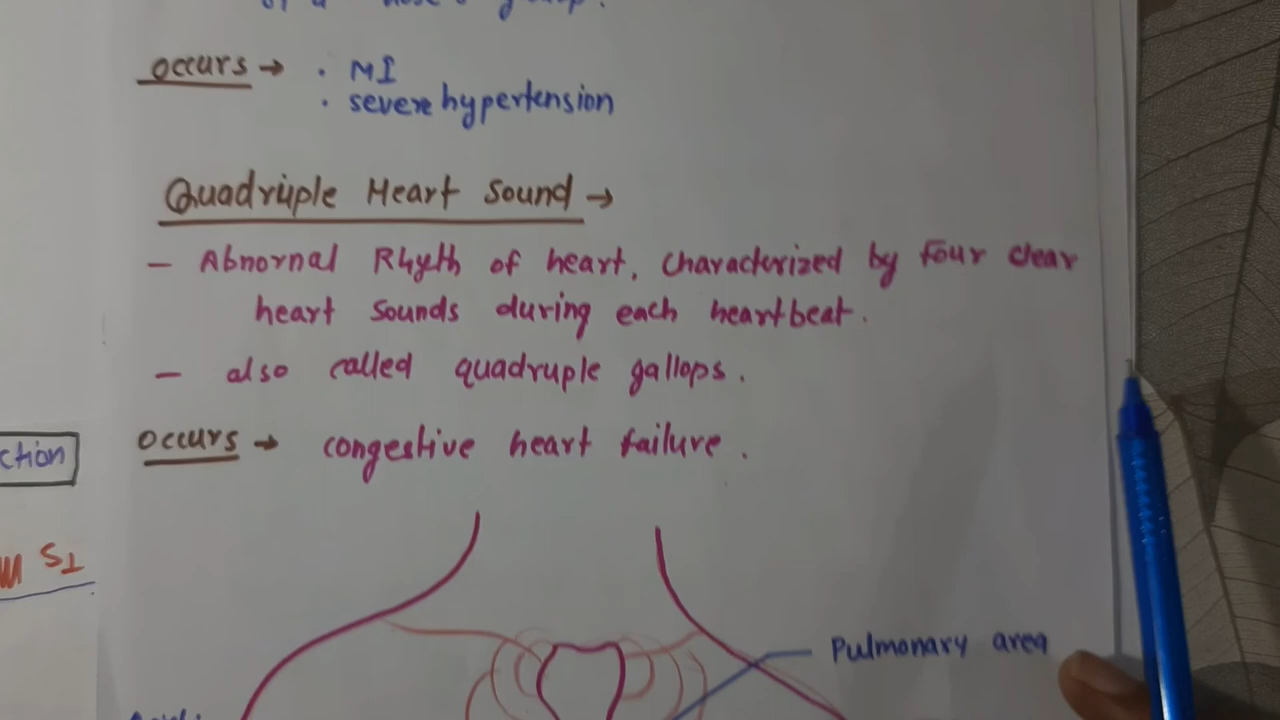 occurs → · MI
· severe hypertension
Quadruple Heart Sound →
– Abnornal Rhyth of heart, characterized by four clear
heart sounds during each heartbeat.
– also called quadruple gallops.
occurs → congestive heart failure.
ction
S1
Pulmonary area